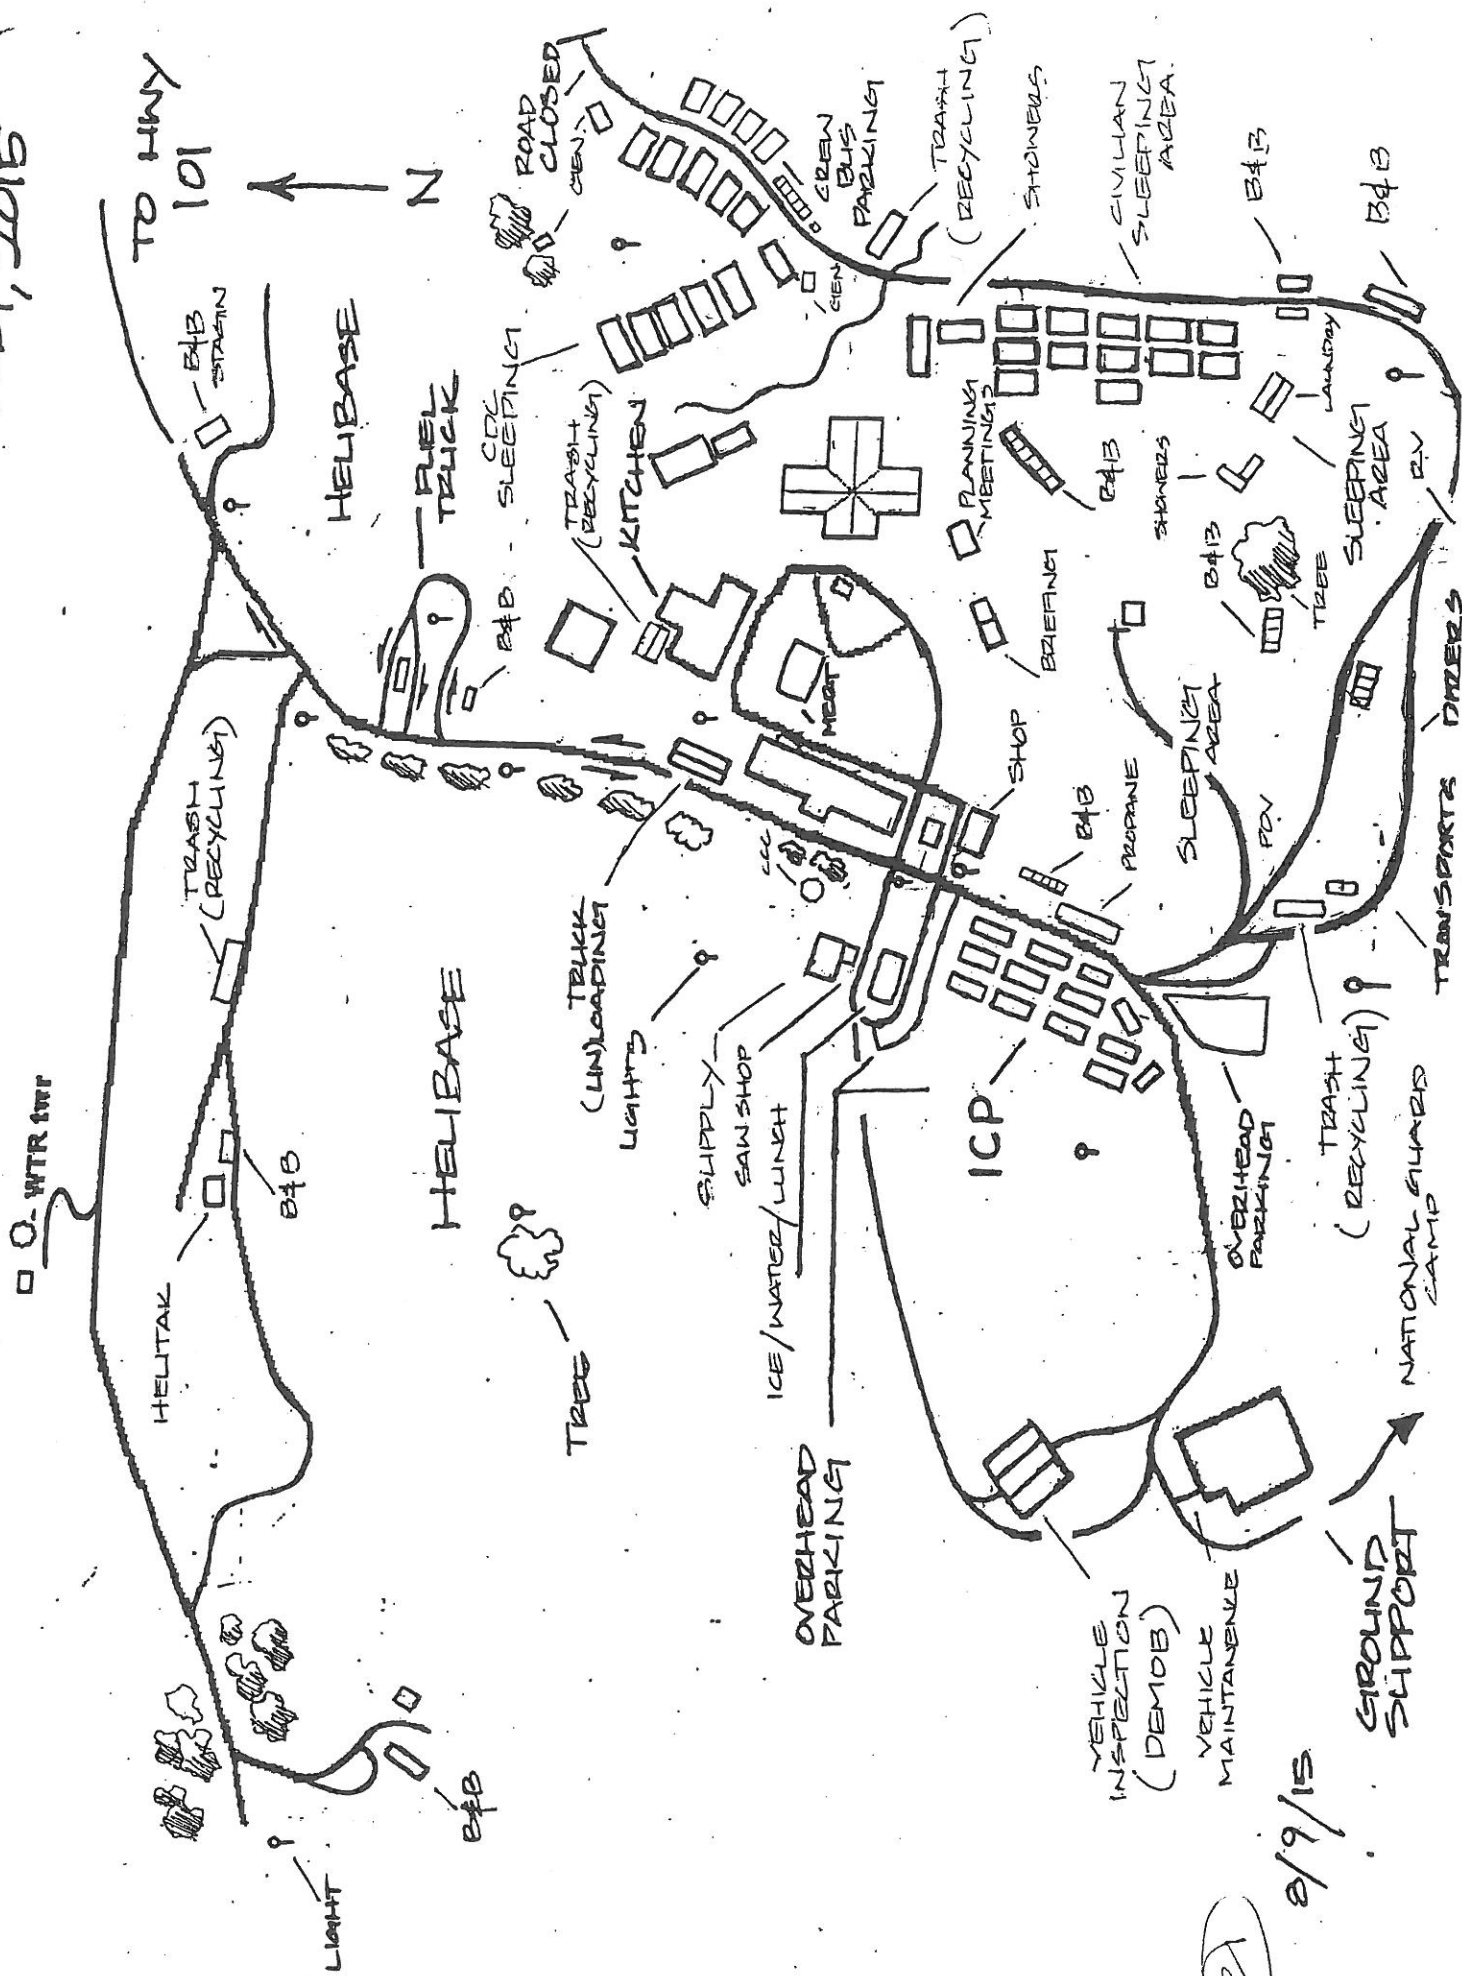 TO HWY
101
N
B&B
STAGIN
HELIBASE
FUEL
TRUCK
B&B
CDC
SLEEPING
TRASH
(RECYCLING)
KITCHEN
ROAD
CLOSED
GEN.
GEN
CREW
BUS
PARKING
TRASH
(RECYCLING)
SHOWERS
CIVILIAN
SLEEPING
AREA.
B&B
B&B
LAUNDRY
SLEEPING
AREA
RV
PLANNING
MEETINGS
B&B
SHOWERS
B&B
TREE
BRIEFING
MERT
SHOP
B&B
PROPANE
SLEEPING
AREA
POV
DOZERS
TRANSPORTS
WTR twr
TRASH
(RECYCLING)
HELITAK
B&B
HELIBASE
TRUCK
(UN)LOADING
LIGHTS
CCC
SUPPLY
SAW SHOP
ICE/WATER/LUNCH
ICP
TREE
OVERHEAD
PARKING
OVERHEAD
PARKING
TRASH
(RECYCLING)
NATIONAL GUARD
CAMP
VEHICLE
INSPECTION
(DEMOB)
VEHICLE
MAINTANENCE
GROUND
SUPPORT
B&B
LIGHT
8/9/15